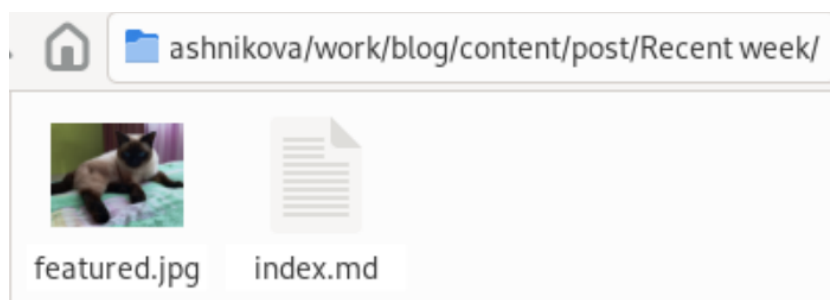 ashnikova/work/blog/content/post/Recent week/
featured.jpg
index.md